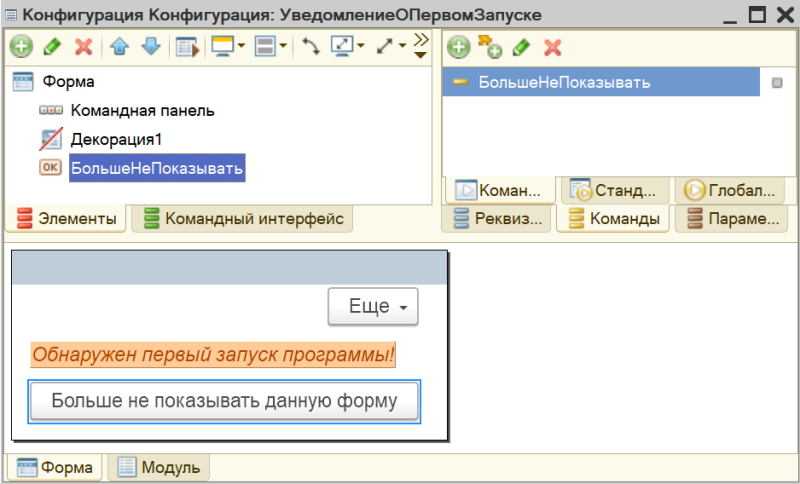 Конфигурация Конфигурация: УведомлениеОПервомЗапуске
Форма
Командная панель
Декорация1
OK БольшеНеПоказывать
Элементы
Командный интерфейс
БольшеНеПоказывать
Коман...
Станд...
Глобал...
Реквиз...
Команды
Параме...
Еще
Обнаружен первый запуск программы!
Больше не показывать данную форму
Форма
Модуль